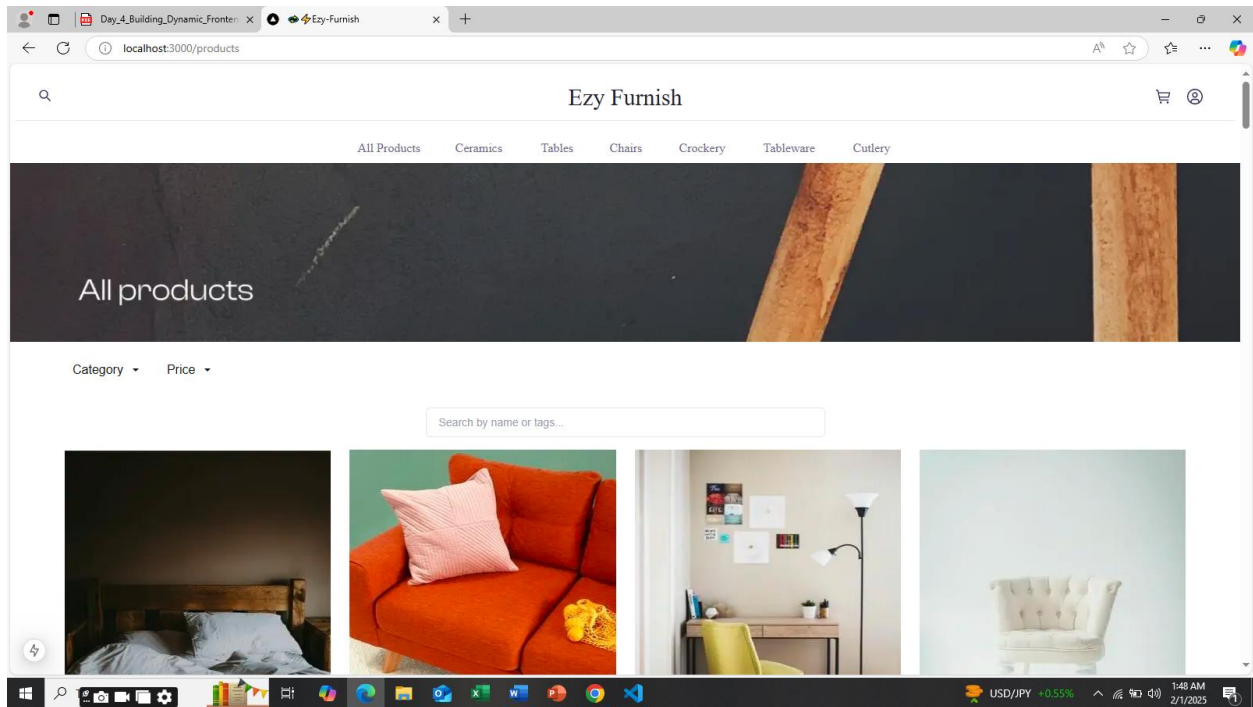 Day_4_Building_Dynamic_Fronten
Ezy-Furnish
localhost:3000/products
Ezy Furnish
All Products Ceramics Tables Chairs Crockery Tableware Cutlery
All products
Category Price
Search by name or tags...
USD/JPY +0.55%
1:48 AM
2/1/2025